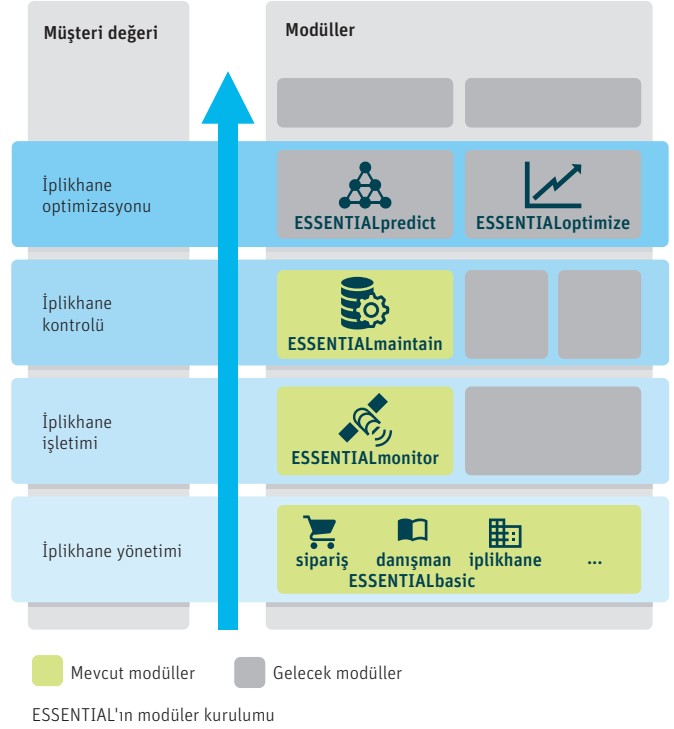 Müşteri değeri
Modüller
İplikhane
optimizasyonu
ESSENTIALpredict
ESSENTIALoptimize
İplikhane
kontrolü
ESSENTIALmaintain
İplikhane
işletimi
ESSENTIALmonitor
İplikhane yönetimi
sipariş danışman iplikhane ...
ESSENTIALbasic
Mevcut modüller
Gelecek modüller
ESSENTIAL'ın modüler kurulumu